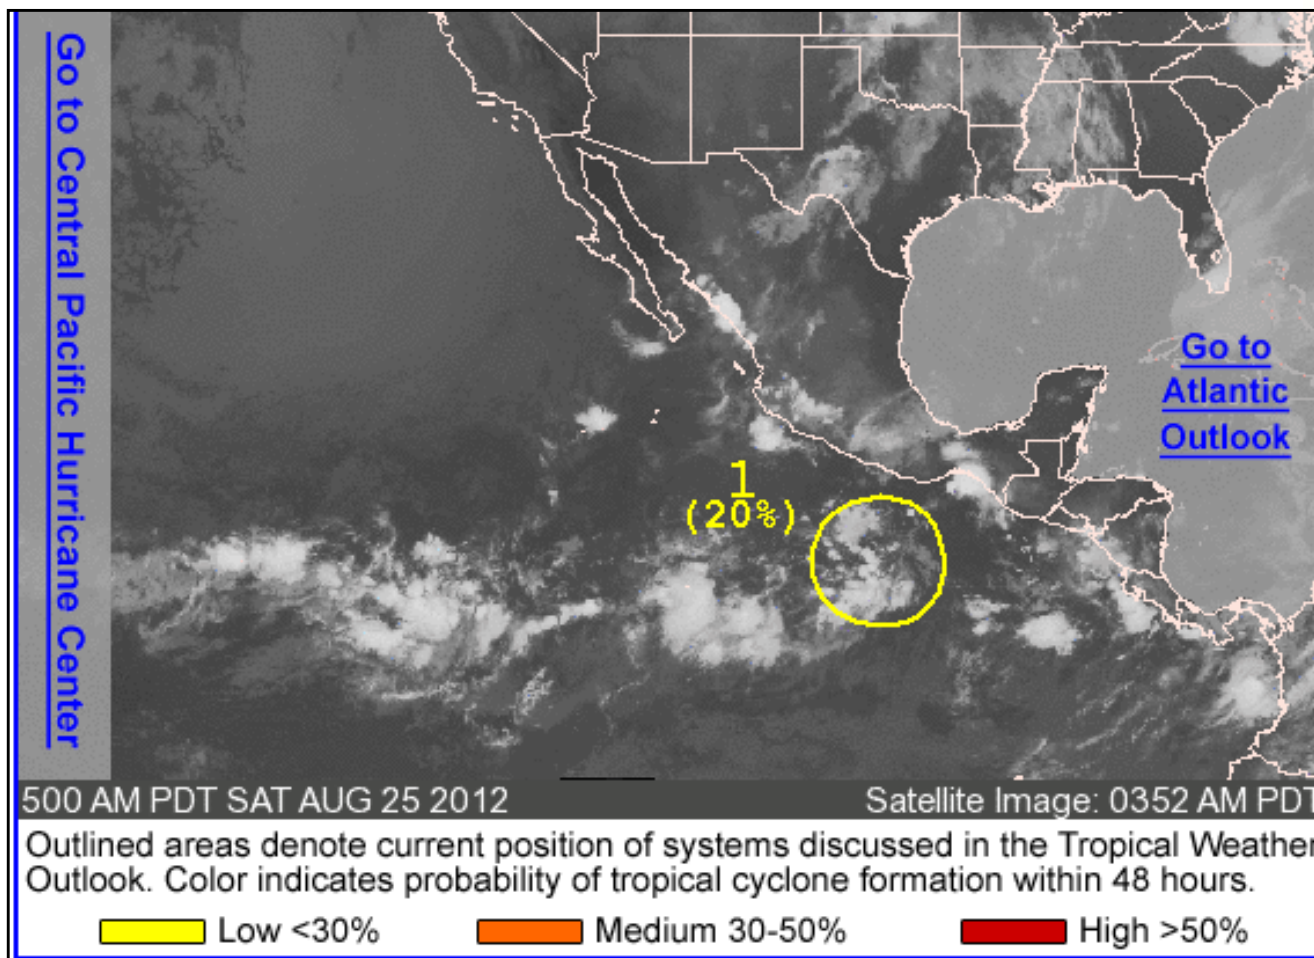 Go to Central Pacific Hurricane Center
Go to
Atlantic
Outlook
1
(20%)
500 AM PDT SAT AUG 25 2012
Satellite Image: 0352 AM PDT
Outlined areas denote current position of systems discussed in the Tropical Weather
Outlook. Color indicates probability of tropical cyclone formation within 48 hours.
Low <30%
Medium 30-50%
High >50%